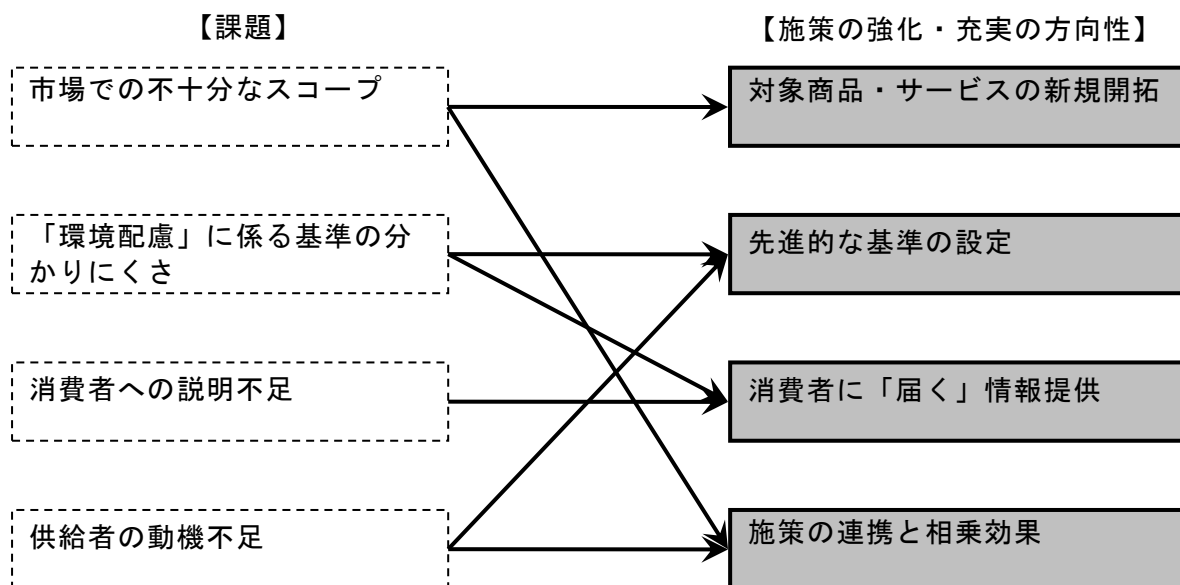 【課題】
【施策の強化・充実の方向性】
市場での不十分なスコープ
対象商品・サービスの新規開拓
「環境配慮」に係る基準の分
かりにくさ
先進的な基準の設定
消費者への説明不足
消費者に「届く」情報提供
供給者の動機不足
施策の連携と相乗効果